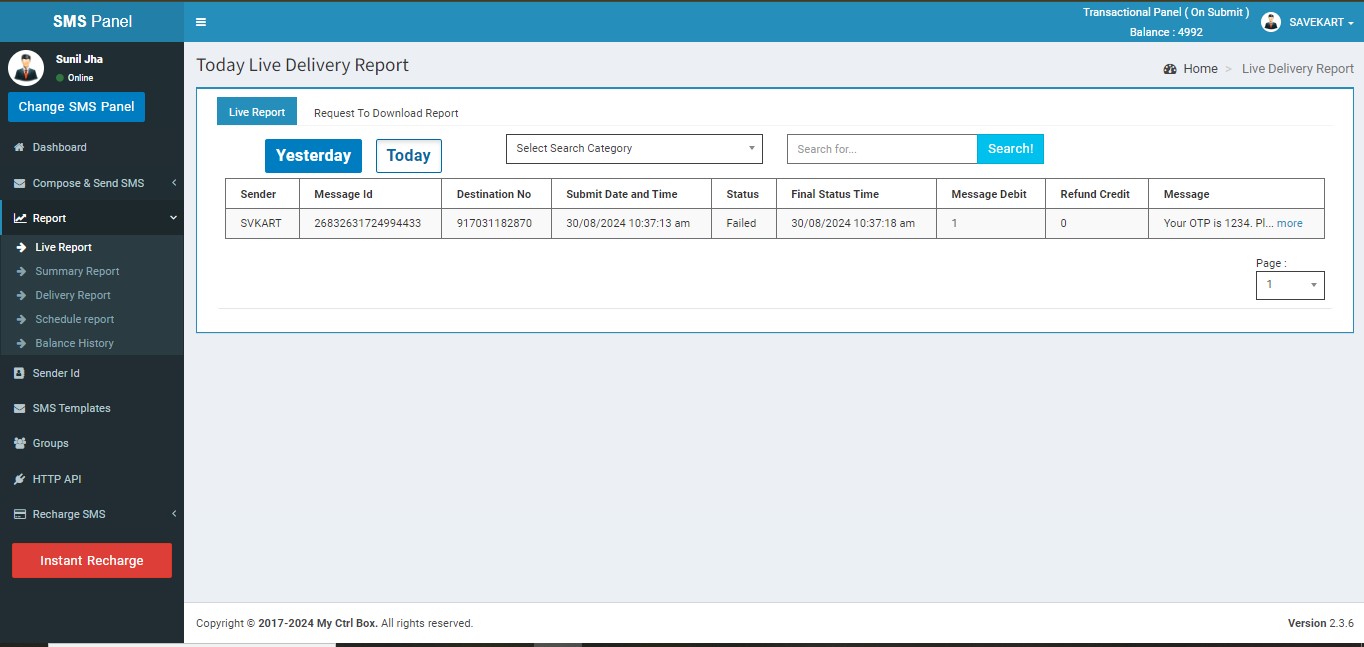 SMS Panel
Transactional Panel ( On Submit )
Balance : 4992
SAVEKART
Sunil Jha
Online
Change SMS Panel
Dashboard
Compose & Send SMS
Report
Live Report
Summary Report
Delivery Report
Schedule report
Balance History
Sender Id
SMS Templates
Groups
HTTP API
Recharge SMS
Instant Recharge
Today Live Delivery Report
Home > Live Delivery Report
Live Report Request To Download Report
Yesterday Today Select Search Category Search for... Search!
Sender Message Id Destination No Submit Date and Time Status Final Status Time Message Debit Refund Credit Message
SVKART 26832631724994433 917031182870 30/08/2024 10:37:13 am Failed 30/08/2024 10:37:18 am 1 0 Your OTP is 1234. Pl... more
Page :
1
Copyright © 2017-2024 My Ctrl Box. All rights reserved.
Version 2.3.6